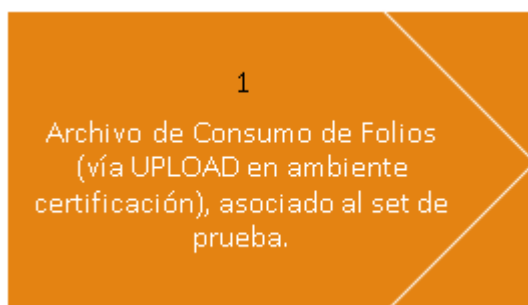 1
Archivo de Consumo de Folios
(vía UPLOAD en ambiente
certificación), asociado al set de
prueba.